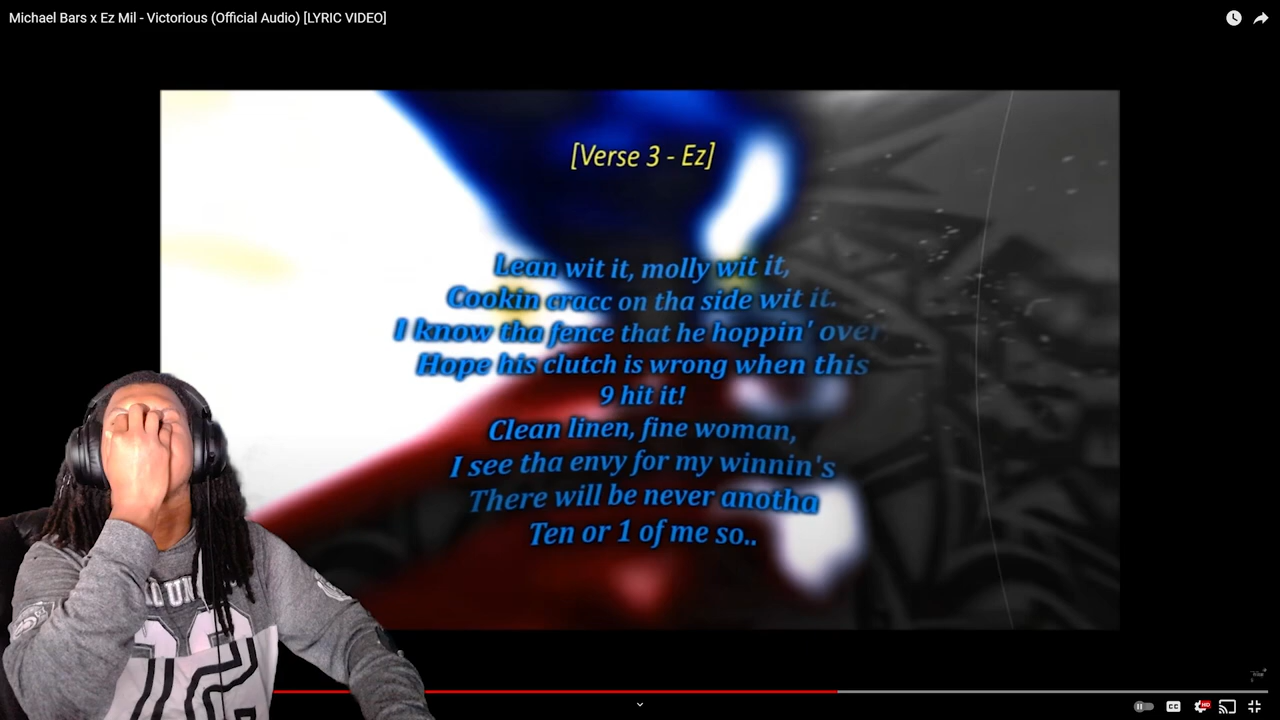 Michael Bars x Ez Mil - Victorious (Official Audio) [LYRIC VIDEO]
[Verse 3 - Ez]
Lean wit it, molly wit it,
Cookin cracc on tha side wit it.
I know tha fence that he hoppin' over,
Hope his clutch is wrong when this
9 hit it!
Clean linen, fine woman,
I see tha envy for my winnin's
There will be never anotha
Ten or 1 of me so..
CC
HD